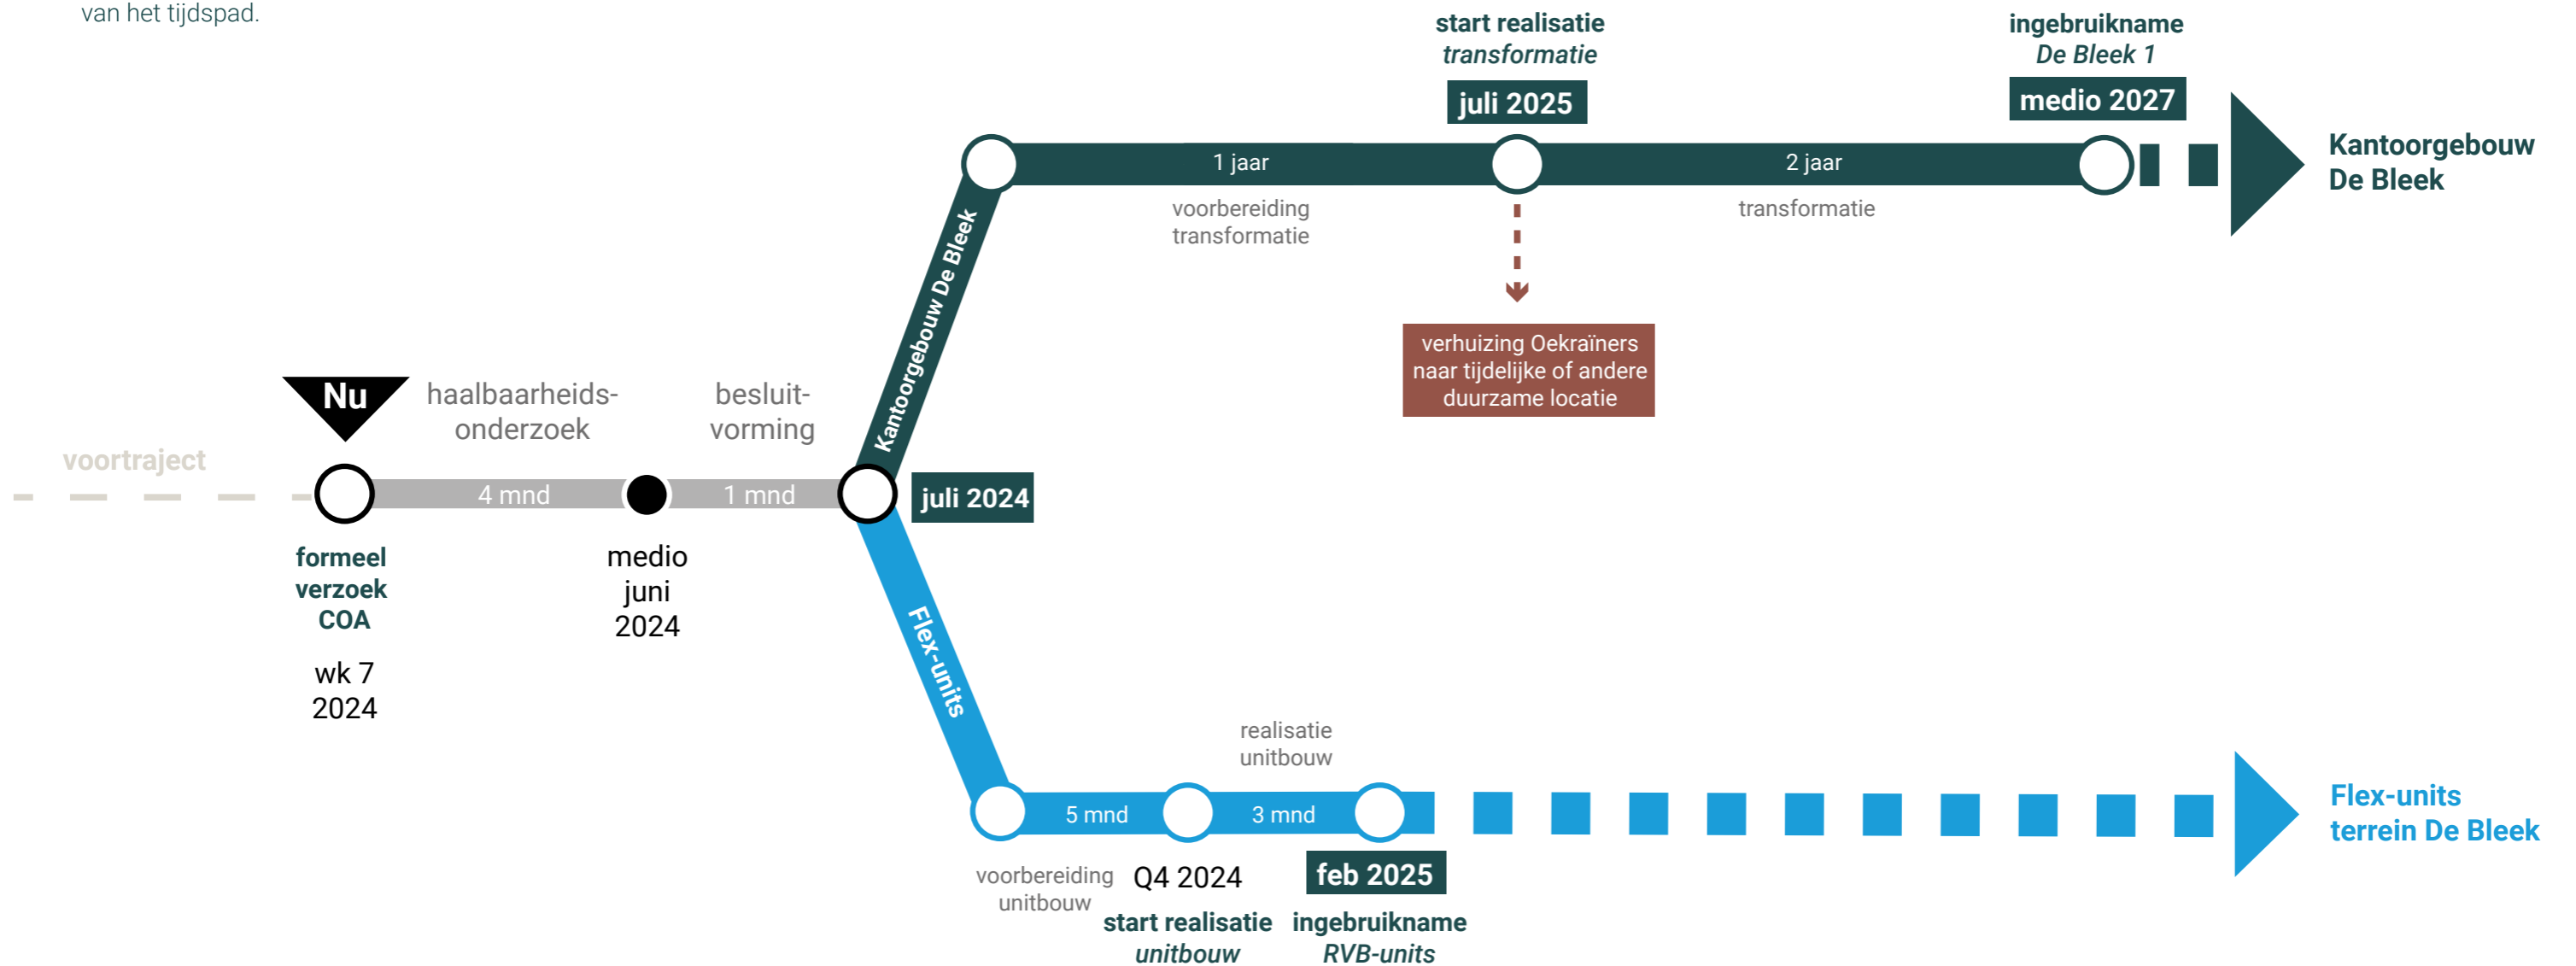 van het tijdspad.
start realisatie
transformatie
juli 2025
ingebruikname
De Bleek 1
medio 2027
1 jaar
2 jaar
Kantoorgebouw
De Bleek
voorbereiding
transformatie
transformatie
Kantoorgebouw De Bleek
verhuizing Oekraïners
naar tijdelijke of andere
duurzame locatie
Nu
haalbaarheids-
onderzoek
besluit-
vorming
voortraject
4 mnd
1 mnd
juli 2024
formeel
verzoek
COA
wk 7
2024
medio
juni
2024
Flex-units
realisatie
unitbouw
5 mnd
3 mnd
Flex-units
terrein De Bleek
voorbereiding
unitbouw
Q4 2024
start realisatie
unitbouw
feb 2025
ingebruikname
RVB-units